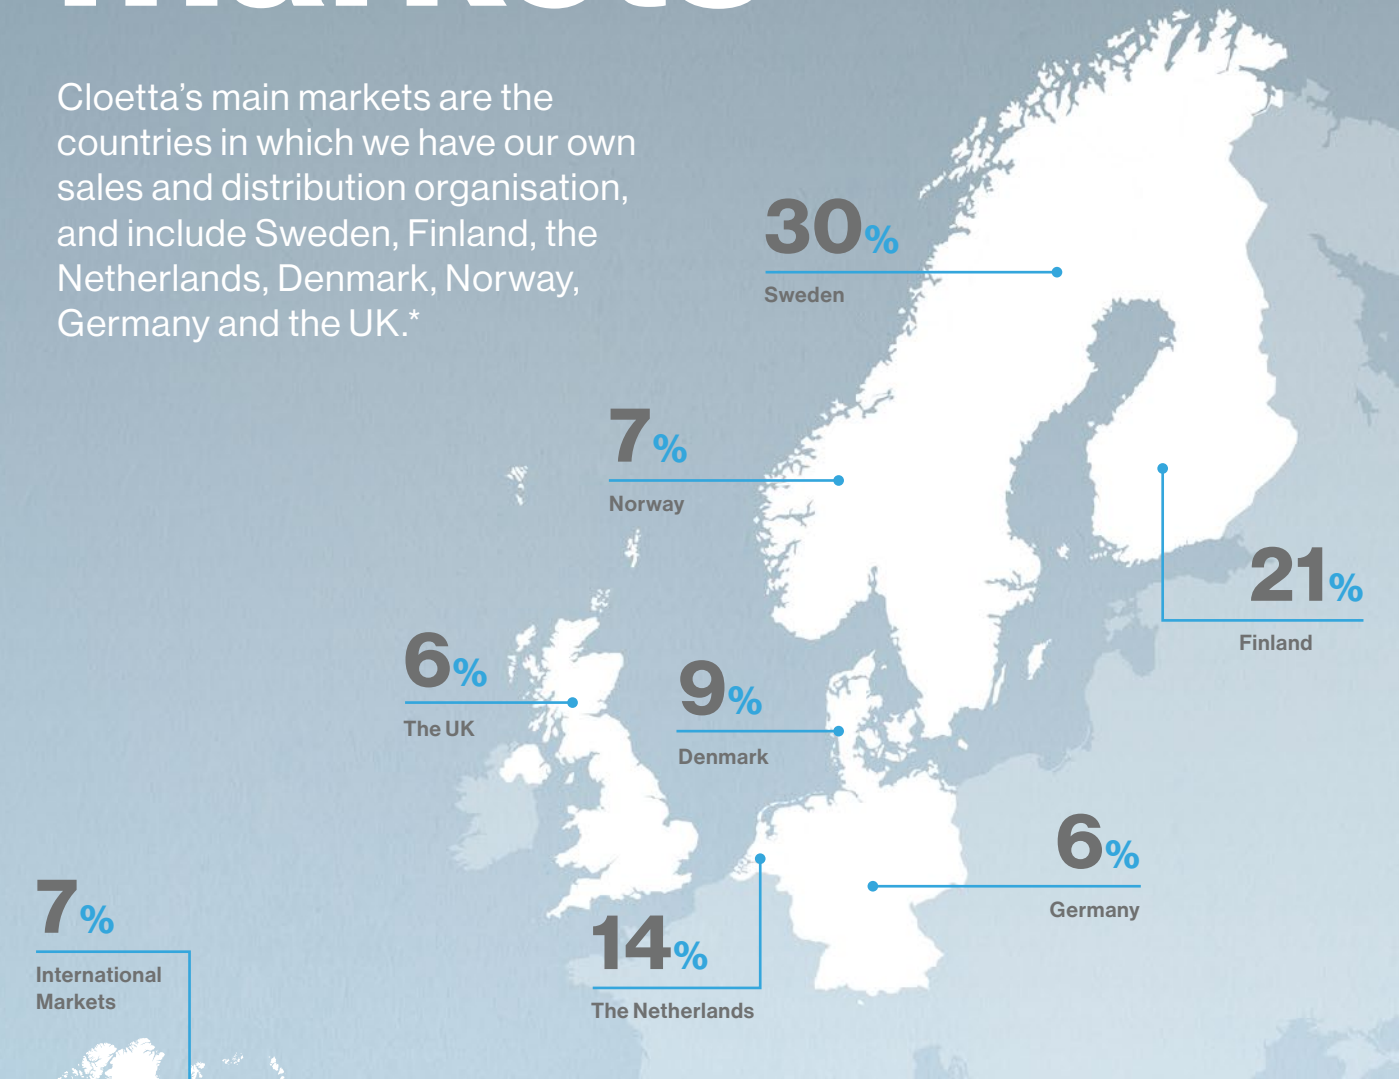 Cloetta's main markets are the
countries in which we have our own
sales and distribution organisation,
and include Sweden, Finland, the
Netherlands, Denmark, Norway,
Germany and the UK.*
30%
Sweden
7%
Norway
21%
Finland
6%
The UK
9%
Denmark
6%
Germany
7%
International
Markets
14%
The Netherlands